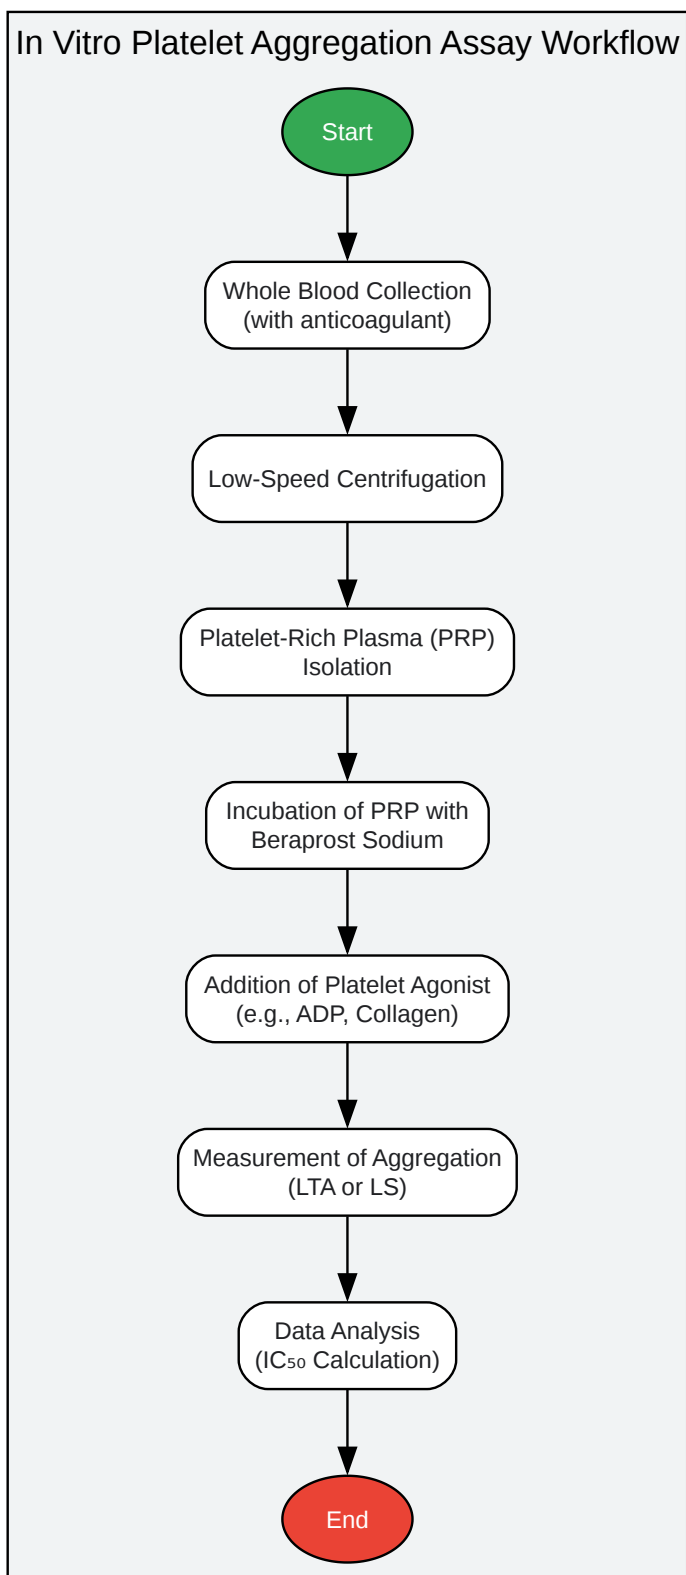 In Vitro Platelet Aggregation Assay Workflow
Start
Whole Blood Collection
(with anticoagulant)
Low-Speed Centrifugation
Platelet-Rich Plasma (PRP)
Isolation
Incubation of PRP with
Beraprost Sodium
Addition of Platelet Agonist
(e.g., ADP, Collagen)
Measurement of Aggregation
(LTA or LS)
Data Analysis
(IC₅₀ Calculation)
End